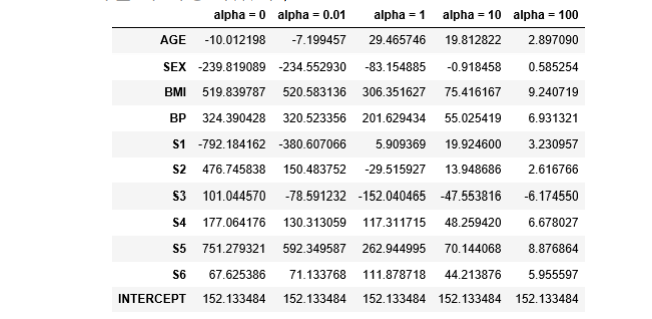 alpha = 0 alpha = 0.01 alpha = 1 alpha = 10 alpha = 100
AGE -10.012198 -7.199457 29.465746 19.812822 2.897090
SEX -239.819089 -234.552930 -83.154885 -0.918458 0.585254
BMI 519.839787 520.583136 306.351627 75.416167 9.240719
BP 324.390428 320.523356 201.629434 55.025419 6.931321
S1 -792.184162 -380.607066 5.909369 19.924600 3.230957
S2 476.745838 150.483752 -29.515927 13.948686 2.616766
S3 101.044570 -78.591232 -152.040465 -47.553816 -6.174550
S4 177.064176 130.313059 117.311715 48.259420 6.678027
S5 751.279321 592.349587 262.944995 70.144068 8.876864
S6 67.625386 71.133768 111.878718 44.213876 5.955597
INTERCEPT 152.133484 152.133484 152.133484 152.133484 152.133484